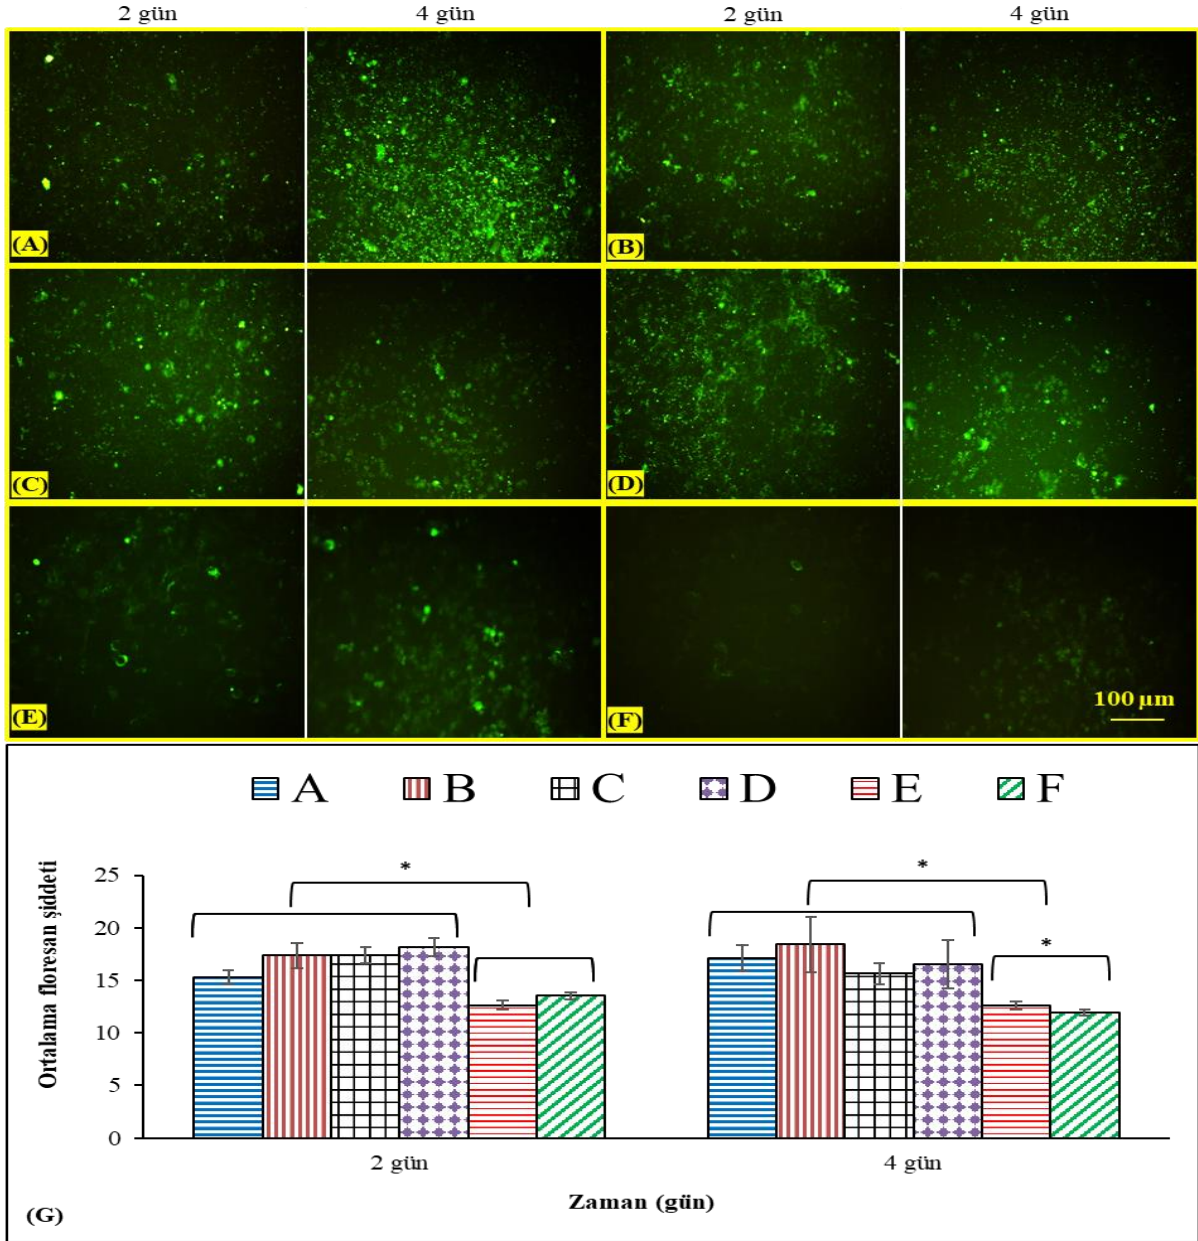 2 gün 4 gün 2 gün 4 gün
(A) (B)
(C) (D)
(E) (F)
100 µm
A B C D E F
Ortalama floresan şiddeti
25
20
15
10
5
0
* * *
2 gün 4 gün
Zaman (gün)
(G)